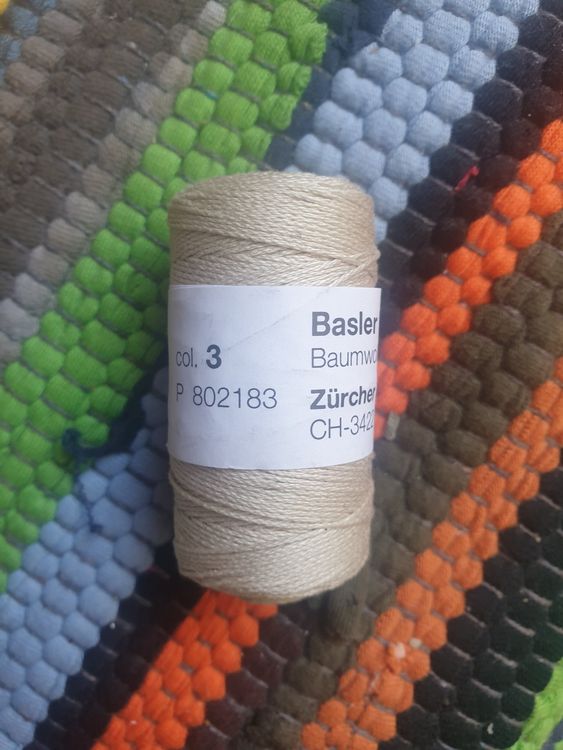 col. 3
P 802183
Basler
Baumwo
Zürcher
CH-342